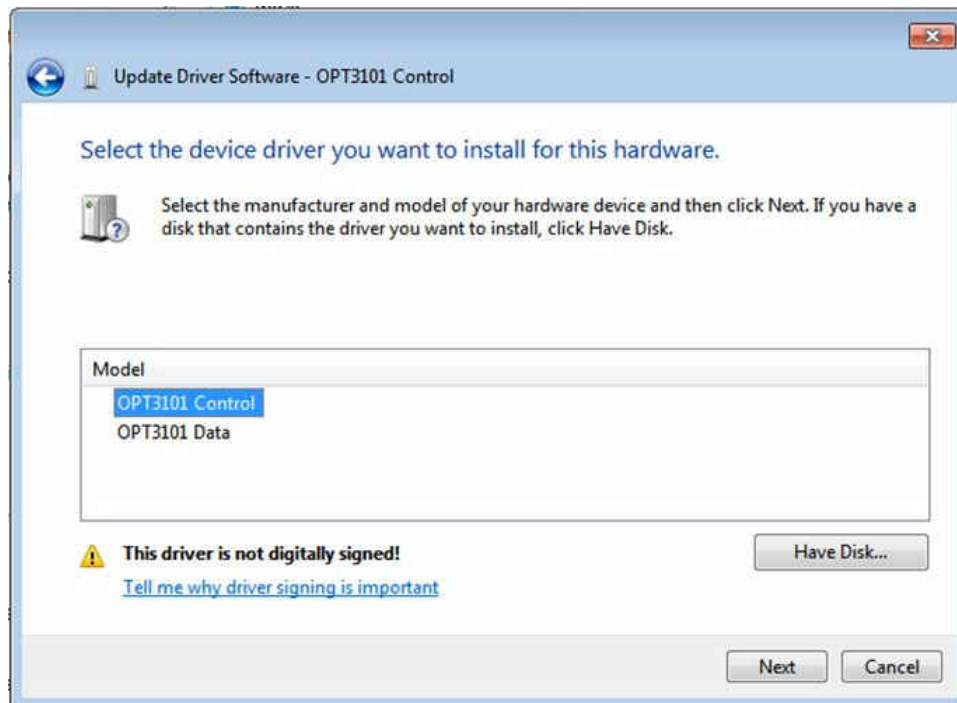 Update Driver Software - OPT3101 Control
Select the device driver you want to install for this hardware.
Select the manufacturer and model of your hardware device and then click Next. If you have a
disk that contains the driver you want to install, click Have Disk.
Model
OPT3101 Control
OPT3101 Data
This driver is not digitally signed!
Have Disk...
Tell me why driver signing is important
Next
Cancel